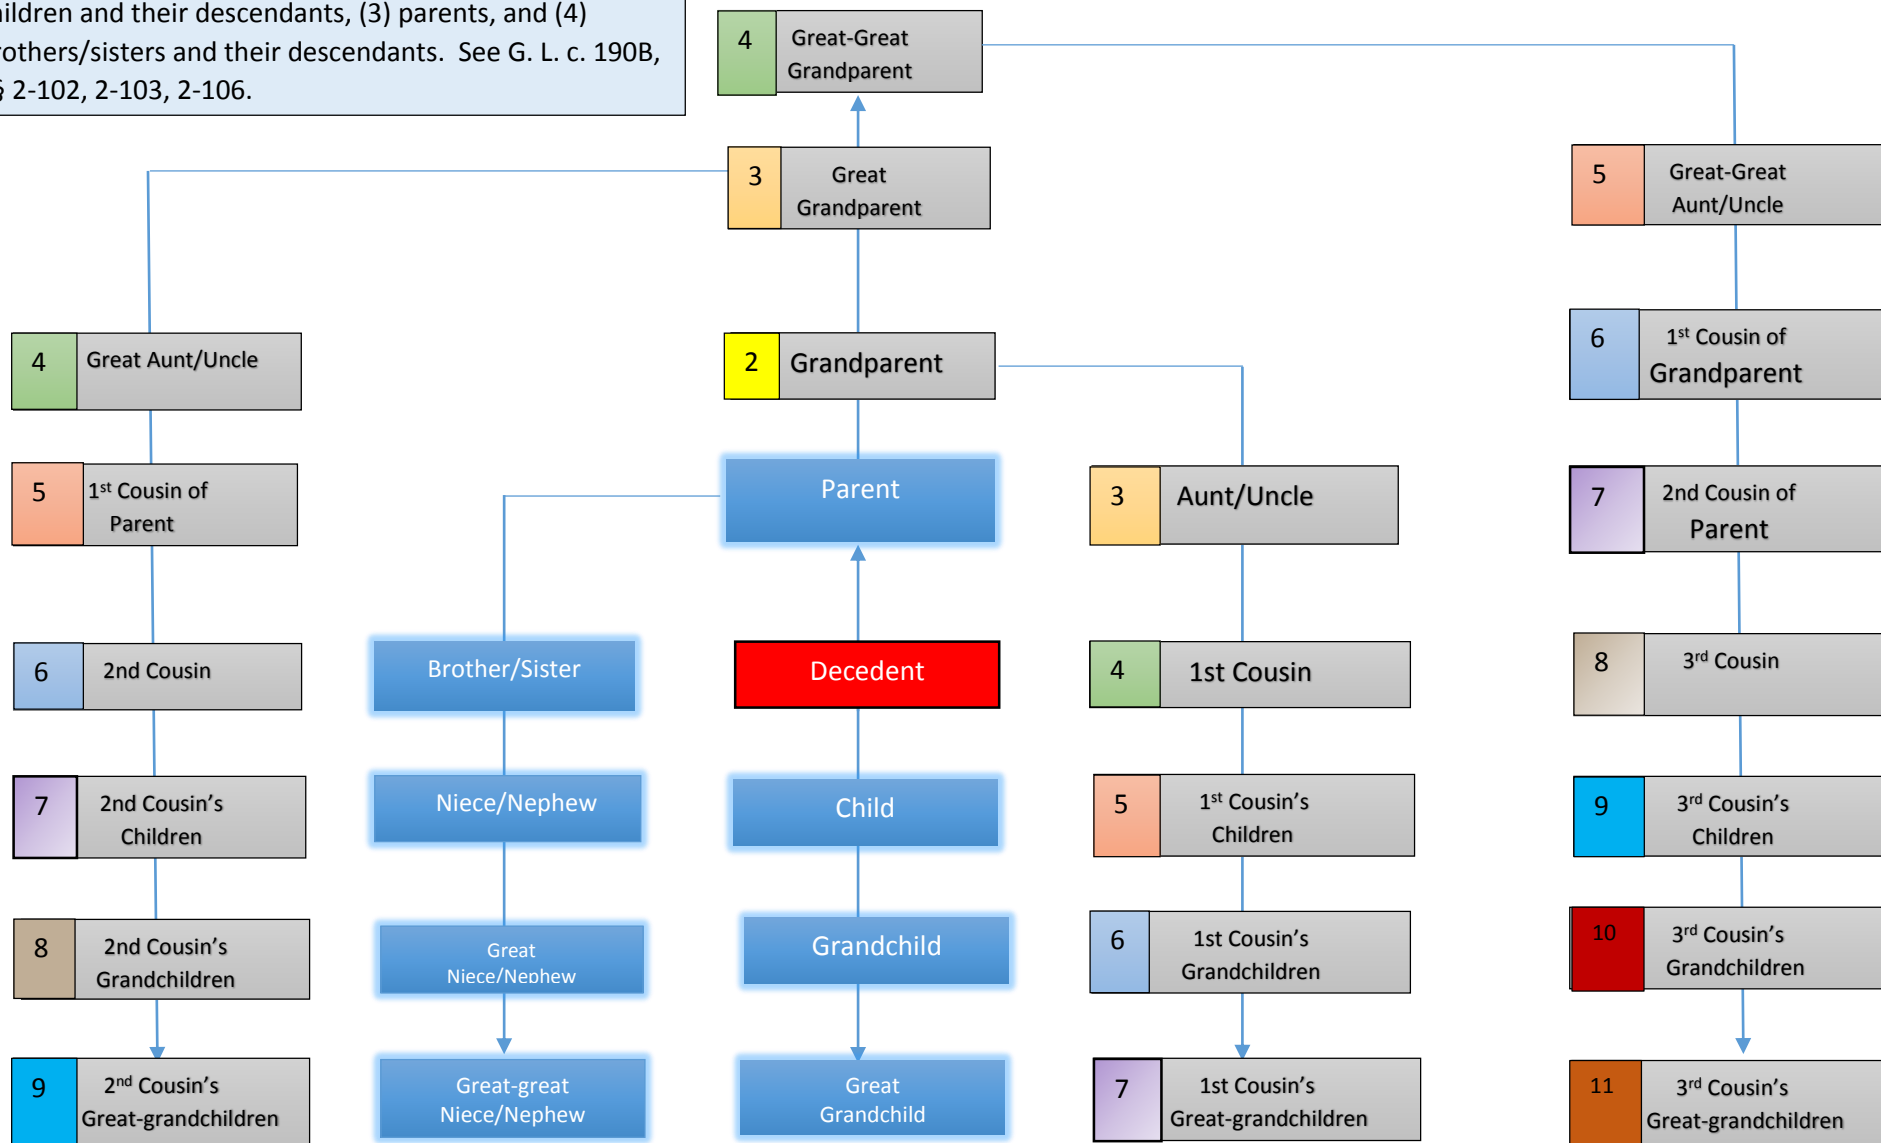 ildren and their descendants, (3) parents, and (4)
rothers/sisters and their descendants. See G. L. c. 190B,
§ 2-102, 2-103, 2-106.
4 Great-Great
Grandparent
3 Great
Grandparent
5 Great-Great
Aunt/Uncle
4 Great Aunt/Uncle
2 Grandparent
6 1st Cousin of
Grandparent
5 1st Cousin of
Parent
Parent
3 Aunt/Uncle
7 2nd Cousin of
Parent
6 2nd Cousin
Brother/Sister
Decedent
4 1st Cousin
8 3rd Cousin
7 2nd Cousin's
Children
Niece/Nephew
Child
5 1st Cousin's
Children
9 3rd Cousin's
Children
8 2nd Cousin's
Grandchildren
Great
Niece/Nephew
Grandchild
6 1st Cousin's
Grandchildren
10 3rd Cousin's
Grandchildren
9 2nd Cousin's
Great-grandchildren
Great-great
Niece/Nephew
Great
Grandchild
7 1st Cousin's
Great-grandchildren
11 3rd Cousin's
Great-grandchildren